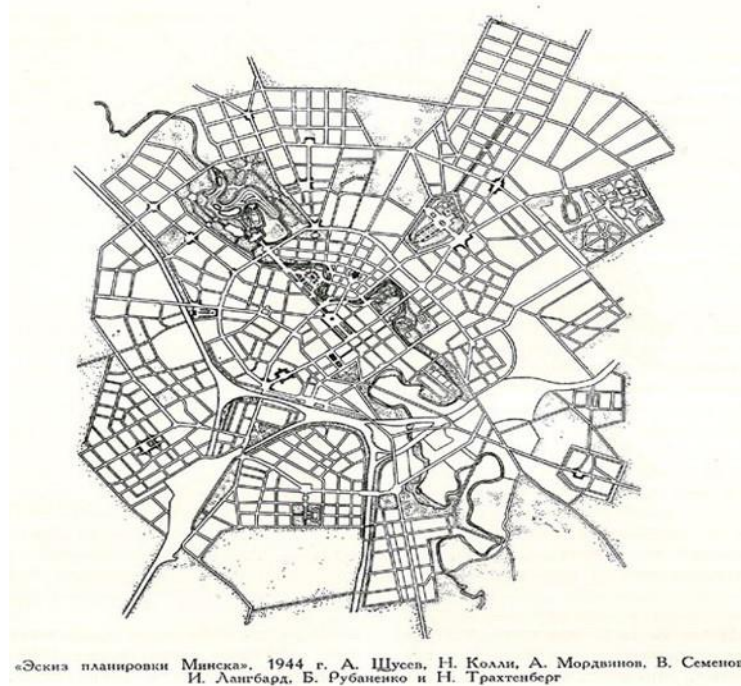 «Эскиз планировки Минска». 1944 г. А. Щусев, Н. Колли, А. Мордвинов, В. Семенов
И. Лангбард, Б. Рубаненко и Н. Трахтенберг